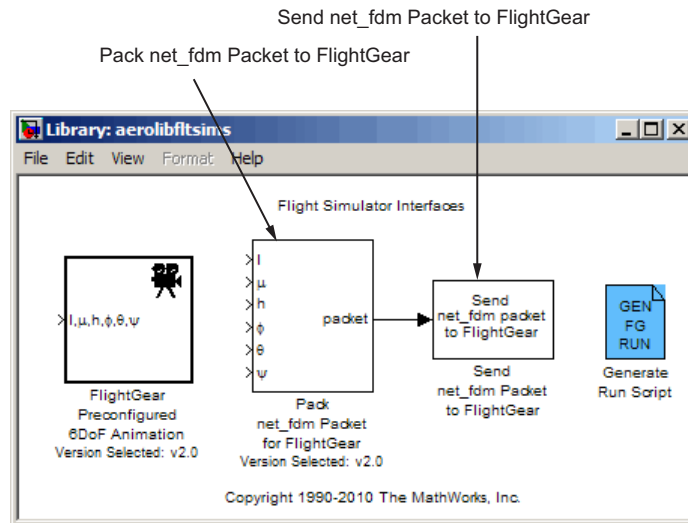 Send net_fdm Packet to FlightGear
Pack net_fdm Packet to FlightGear
Library: aerolibfltsims
File Edit View Format Help
Flight Simulator Interfaces
l,μ,h,ϕ,θ,ψ
FlightGear
Preconfigured
6DoF Animation
Version Selected: v2.0
l
μ
h
ϕ
θ
ψ
packet
Pack
net_fdm Packet
for FlightGear
Version Selected: v2.0
Send
net_fdm packet
to FlightGear
Send
net_fdm Packet
to FlightGear
GEN
FG
RUN
Generate
Run Script
Copyright 1990-2010 The MathWorks, Inc.